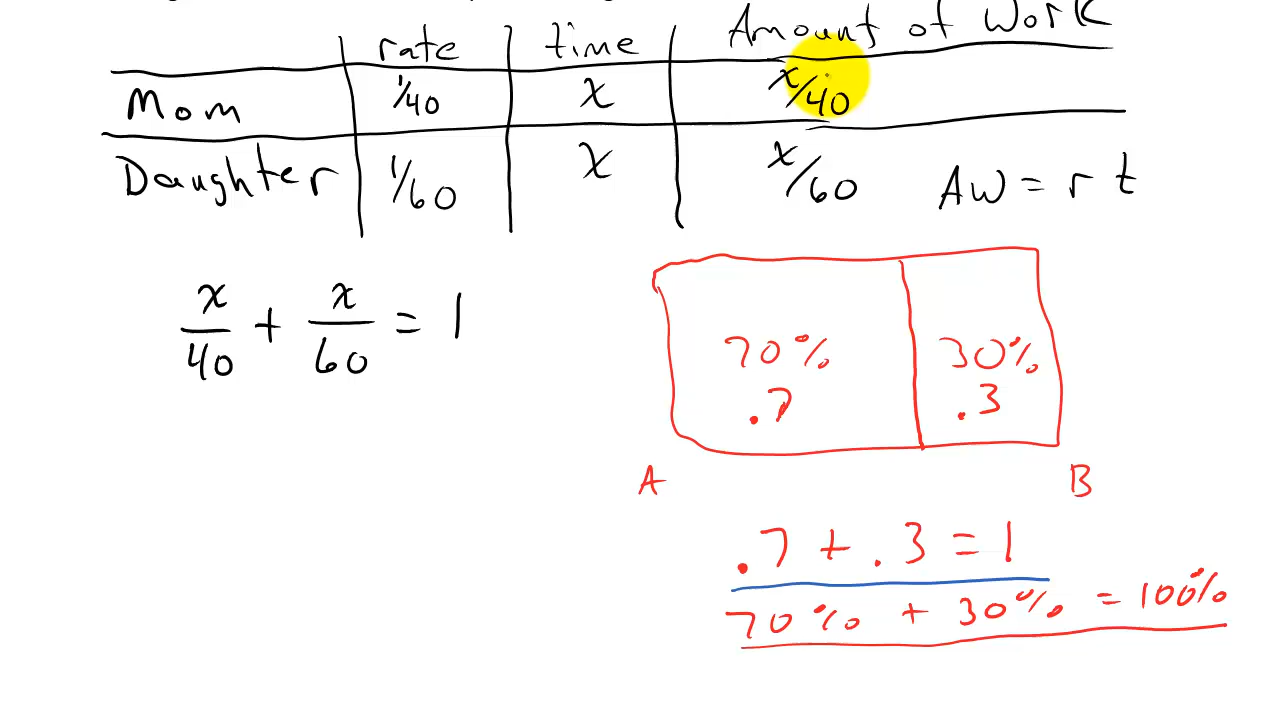 rate time Amount of Work
Mom 1/40 x x/40
Daughter 1/60 x x/60 AW = r t
x/40 + x/60 = 1
70% 30%
.7 .3
A B
.7 + .3 = 1
70% + 30% = 100%